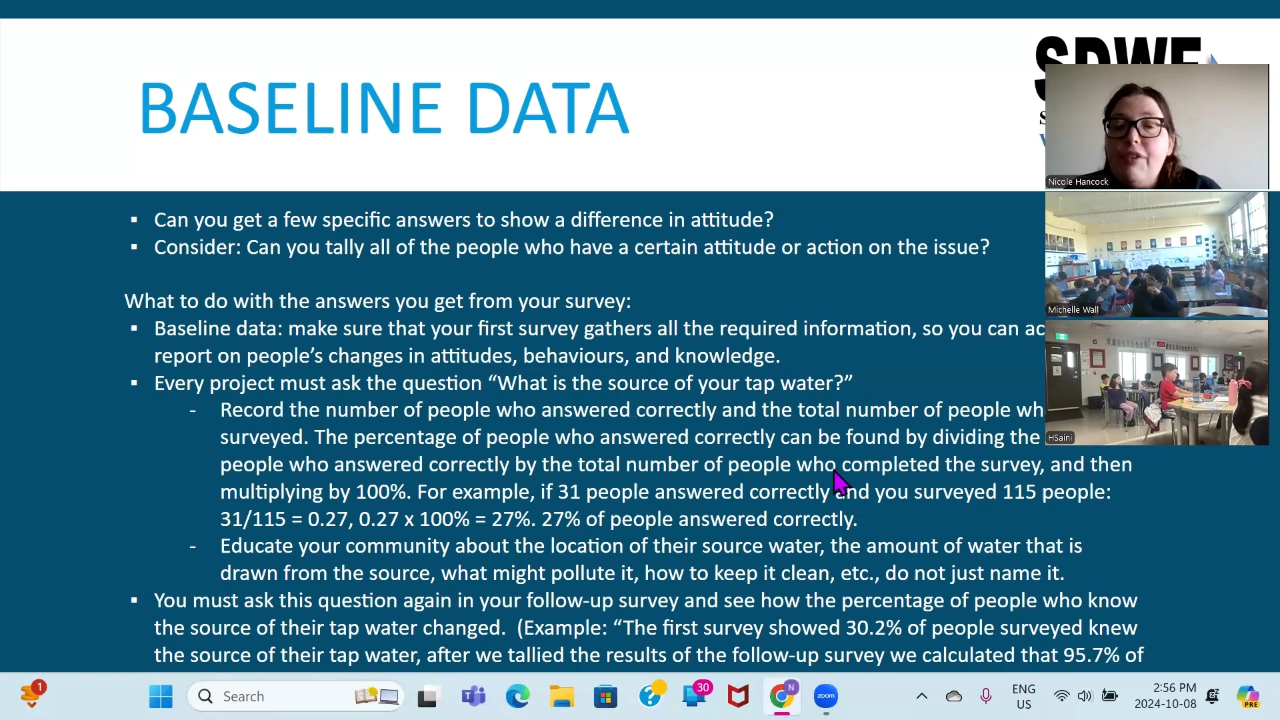 BASELINE DATA
SDWF
Nicole Hancock
Michelle Wall
HSaini
▪ Can you get a few specific answers to show a difference in attitude?
▪ Consider: Can you tally all of the people who have a certain attitude or action on the issue?
What to do with the answers you get from your survey:
▪ Baseline data: make sure that your first survey gathers all the required information, so you can
report on people's changes in attitudes, behaviours, and knowledge.
▪ Every project must ask the question “What is the source of your tap water?”
- Record the number of people who answered correctly and the total number of people
surveyed. The percentage of people who answered correctly can be found by dividing the
people who answered correctly by the total number of people who completed the survey, and then
multiplying by 100%. For example, if 31 people answered correctly and you surveyed 115 people:
31/115 = 0.27, 0.27 x 100% = 27%. 27% of people answered correctly.
- Educate your community about the location of their source water, the amount of water that is
drawn from the source, what might pollute it, how to keep it clean, etc., do not just name it.
▪ You must ask this question again in your follow-up survey and see how the percentage of people who know
the source of their tap water changed. (Example: “The first survey showed 30.2% of people surveyed knew
the source of their tap water, after we tallied the results of the follow-up survey we calculated that 95.7% of
1
Search
30
N
zoom
ENG
US
2:56 PM
2024-10-08
PRE